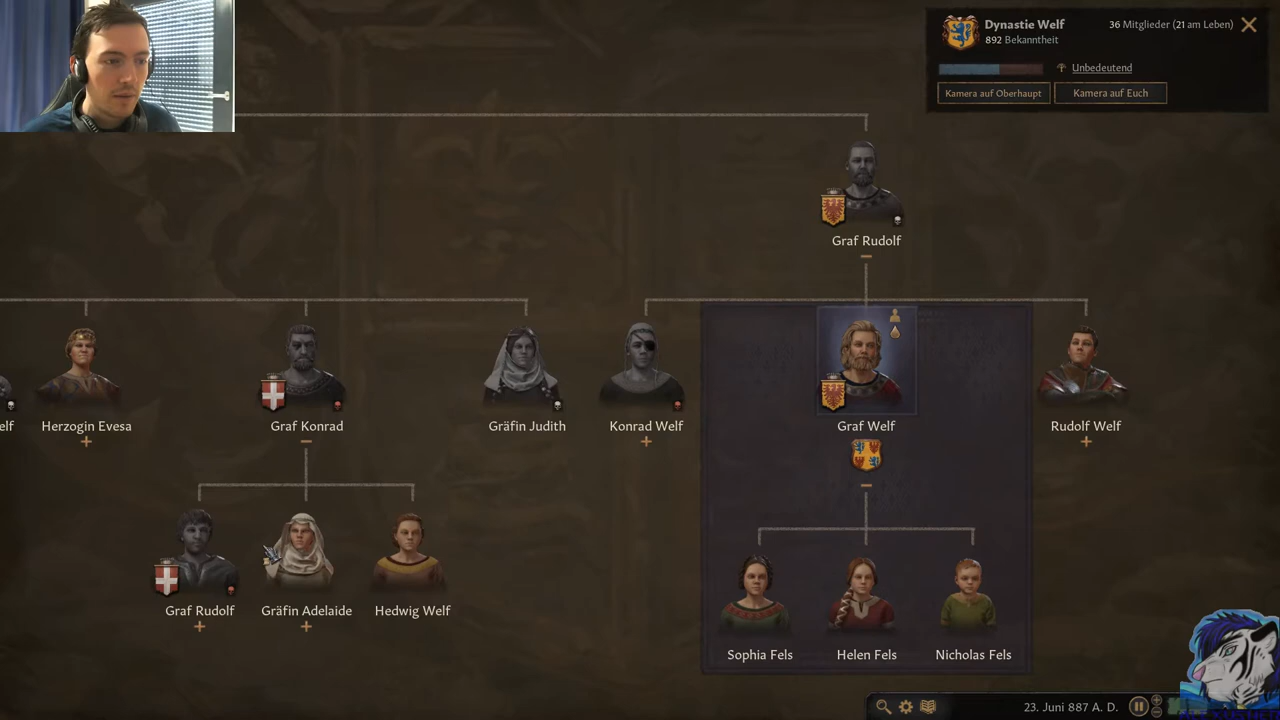 Dynastie Welf
36 Mitglieder (21 am Leben)
892 Bekanntheit
Unbedeutend
Kamera auf Oberhaupt
Kamera auf Euch
Graf Rudolf
elf
Herzogin Evesa
Graf Konrad
Gräfin Judith
Konrad Welf
Graf Welf
Rudolf Welf
Graf Rudolf
Gräfin Adelaide
Hedwig Welf
Sophia Fels
Helen Fels
Nicholas Fels
23. Juni 887 A. D.